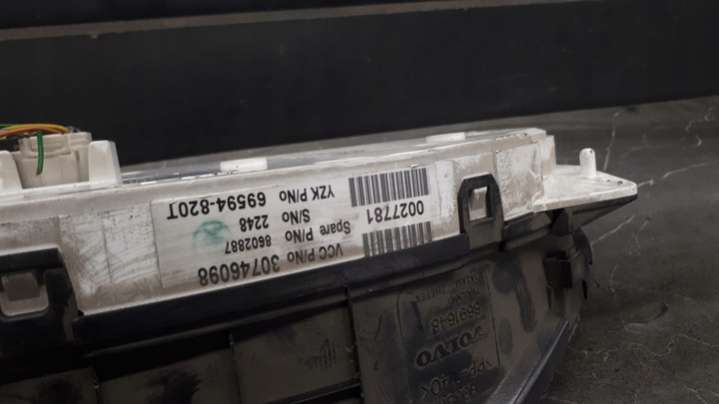 VCC P/No 30746098
Spare P/No 8602887
S/No 2248
YZK P/No 69594-820T
0027781
VOLVO